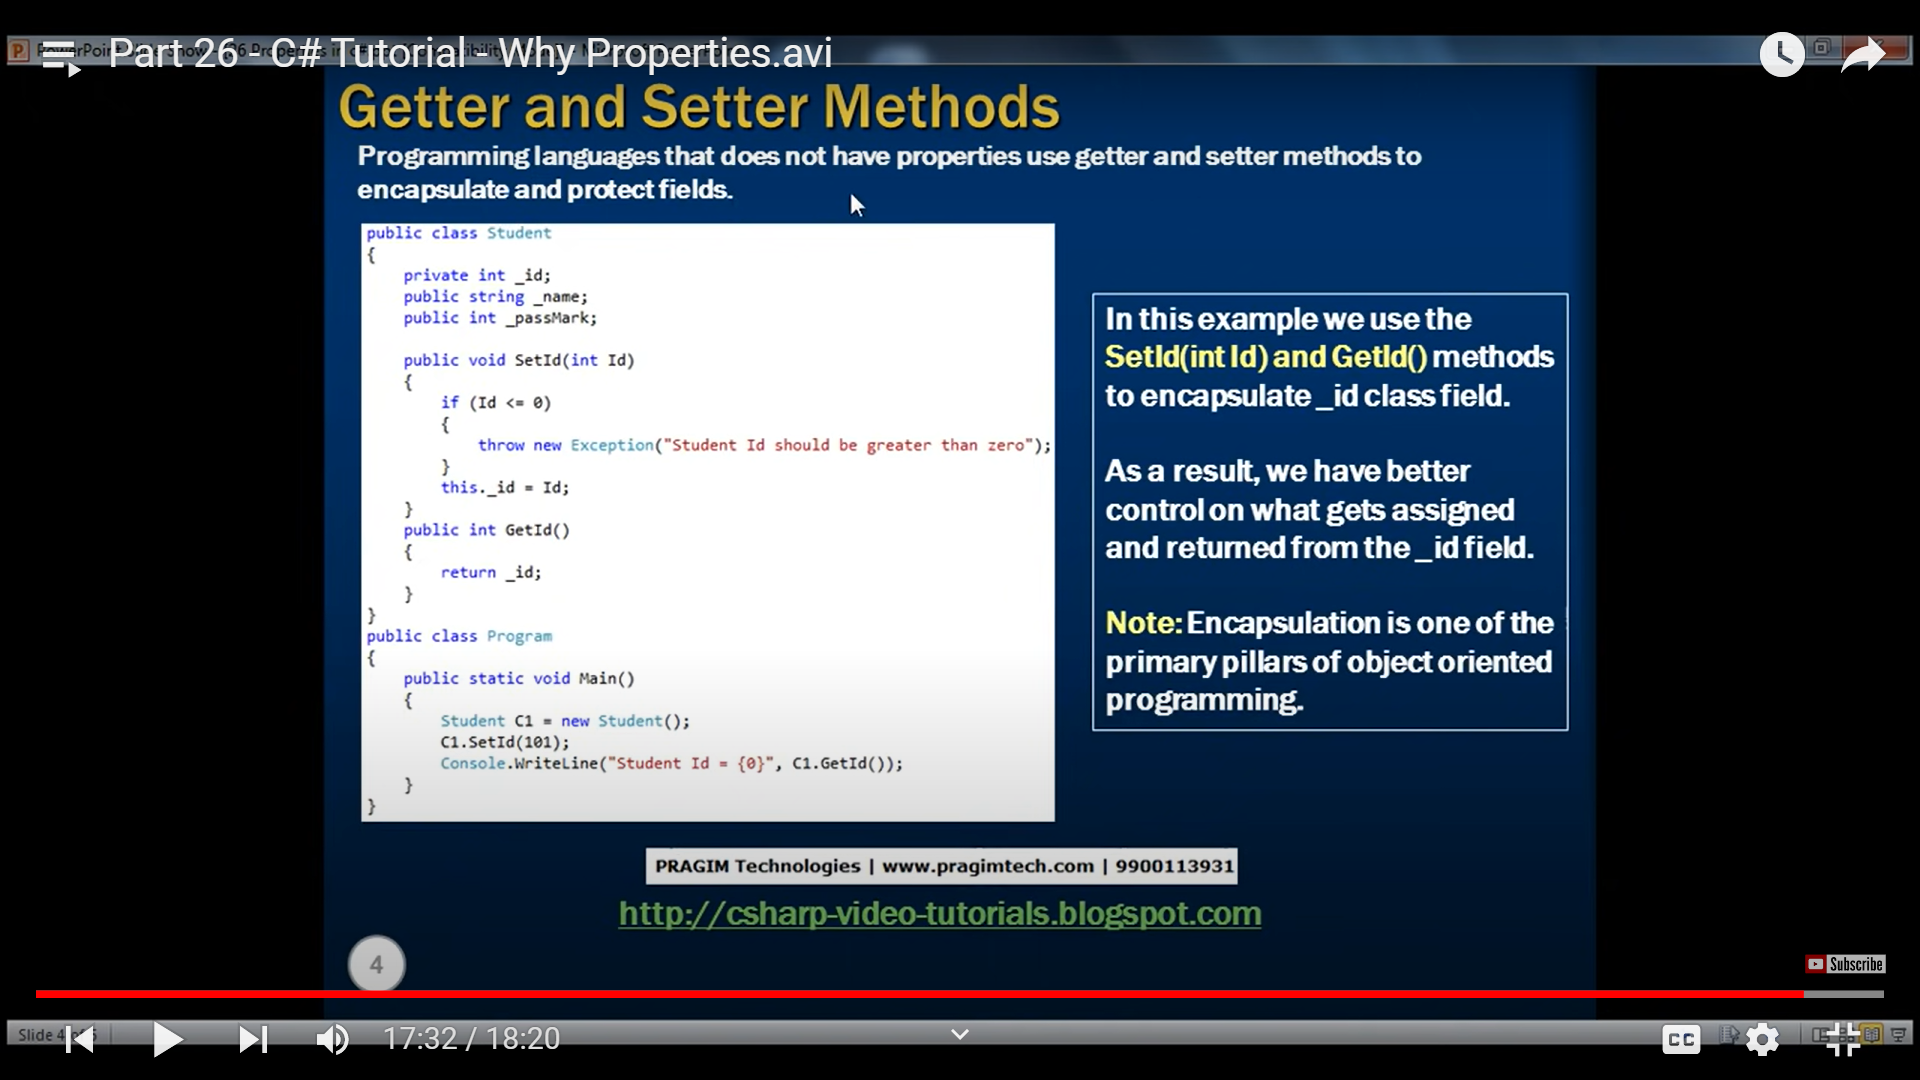 Part 26 - C# Tutorial - Why Properties.avi
Getter and Setter Methods
Programming languages that does not have properties use getter and setter methods to
encapsulate and protect fields.
public class Student
{
    private int _id;
    public string _name;
    public int _passMark;
    public void SetId(int Id)
    {
        if (Id <= 0)
        {
            throw new Exception("Student Id should be greater than zero");
        }
        this._id = Id;
    }
    public int GetId()
    {
        return _id;
    }
}
public class Program
{
    public static void Main()
    {
        Student C1 = new Student();
        C1.SetId(101);
        Console.WriteLine("Student Id = {0}", C1.GetId());
    }
}
In this example we use the
SetId(int Id) and GetId() methods
to encapsulate _id class field.
As a result, we have better
control on what gets assigned
and returned from the _id field.
Note: Encapsulation is one of the
primary pillars of object oriented
programming.
PRAGIM Technologies | www.pragimtech.com | 9900113931
http://csharp-video-tutorials.blogspot.com
4
Subscribe
Slide 4
17:32 / 18:20
CC